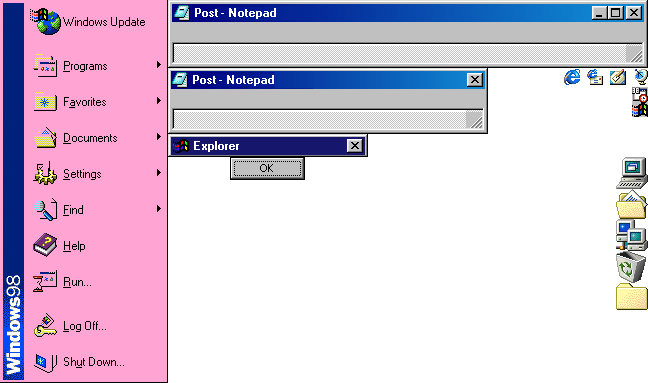 Windows Update
Programs
Favorites
Documents
Settings
Find
Help
Run...
Log Off...
Shut Down...
Windows98
Post - Notepad
Post - Notepad
Explorer
OK